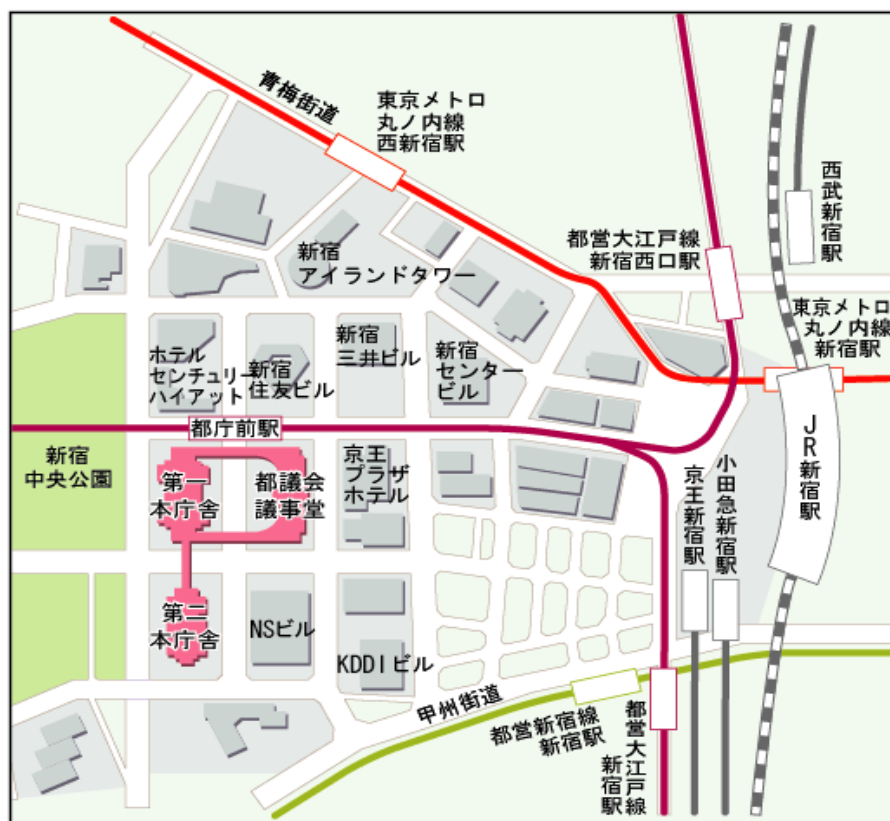 青梅街道
東京メトロ
丸ノ内線
西新宿駅
西武新宿駅
都営大江戸線
新宿西口駅
新宿
アイランドタワー
東京メトロ
丸ノ内線
新宿駅
ホテル
センチュリー
ハイアット
新宿
住友ビル
新宿
三井ビル
新宿
センター
ビル
都庁前駅
JR新宿駅
新宿
中央公園
第一
本庁舎
都議会
議事堂
京王
プラザ
ホテル
京王新宿駅
小田急新宿駅
第二
本庁舎
NSビル
KDDIビル
甲州街道
都営新宿線
新宿駅
都営大江戸線
新宿駅